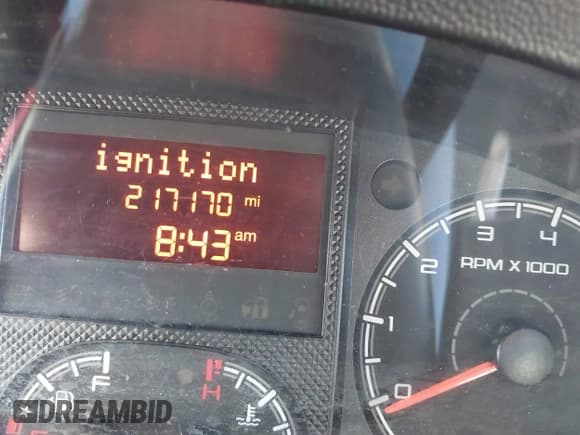 ignition
217170 mi
8:43 am
F
H
0
1
2
3
4
RPM X 1000
DREAMBID